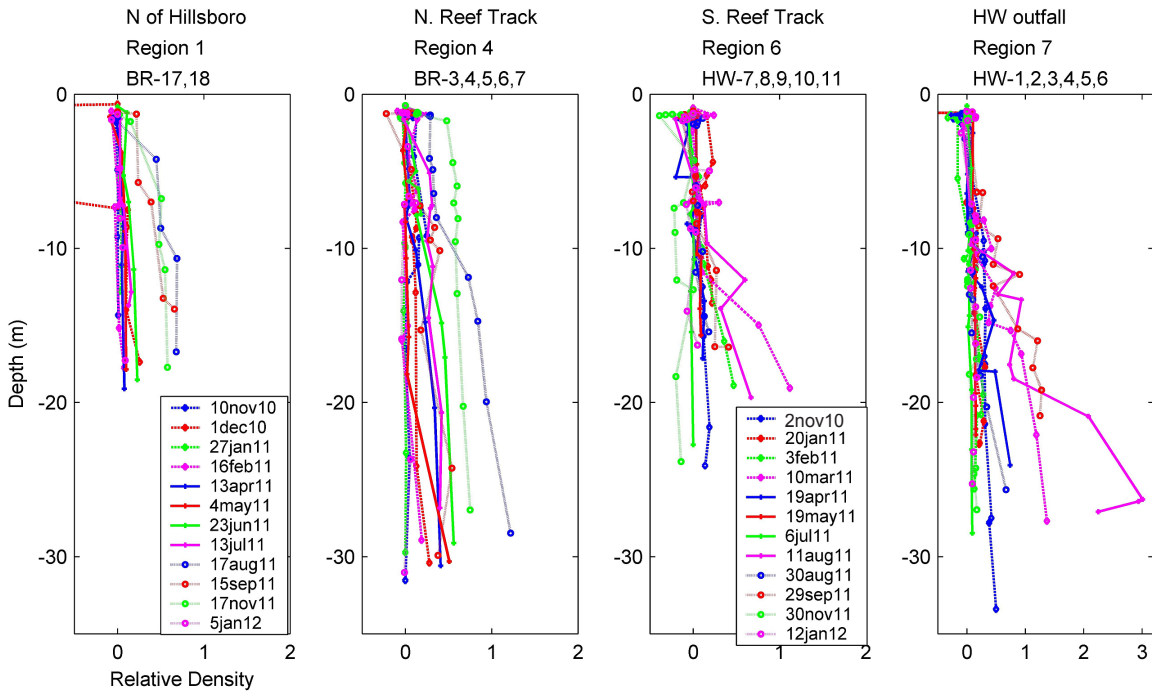 N of Hillsboro
Region 1
BR-17,18
N. Reef Track
Region 4
BR-3,4,5,6,7
S. Reef Track
Region 6
HW-7,8,9,10,11
HW outfall
Region 7
HW-1,2,3,4,5,6
Depth (m)
0
-10
-20
-30
0
1
2
Relative Density
10nov10
1dec10
27jan11
16feb11
13apr11
4may11
23jun11
13jul11
17aug11
15sep11
17nov11
5jan12
0
-10
-20
-30
0
1
2
0
-10
-20
-30
0
1
2
2nov10
20jan11
3feb11
10mar11
19apr11
19may11
6jul11
11aug11
30aug11
29sep11
30nov11
12jan12
0
-10
-20
-30
0
1
2
3